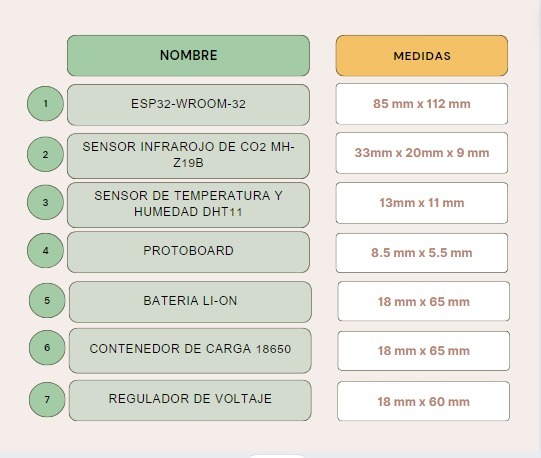 NOMBRE MEDIDAS
1 ESP32-WROOM-32 85 mm x 112 mm
2 SENSOR INFRAROJO DE CO2 MH-
Z19B 33mm x 20mm x 9 mm
3 SENSOR DE TEMPERATURA Y
HUMEDAD DHT11 13mm x 11 mm
4 PROTOBOARD 8.5 mm x 5.5 mm
5 BATERIA LI-ON 18 mm x 65 mm
6 CONTENEDOR DE CARGA 18650 18 mm x 65 mm
7 REGULADOR DE VOLTAJE 18 mm x 60 mm